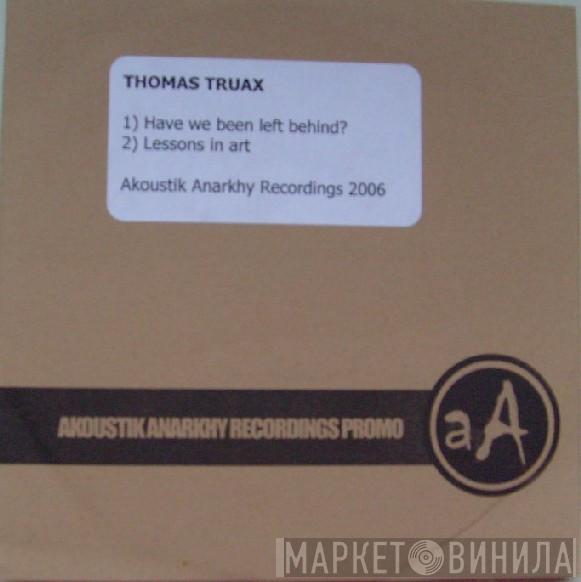 THOMAS TRUAX
1) Have we been left behind?
2) Lessons in art
Akoustik Anarkhy Recordings 2006
AKOUSTIK ANARKHY RECORDINGS PROMO
aA
МАРКЕТ ВИНИЛА